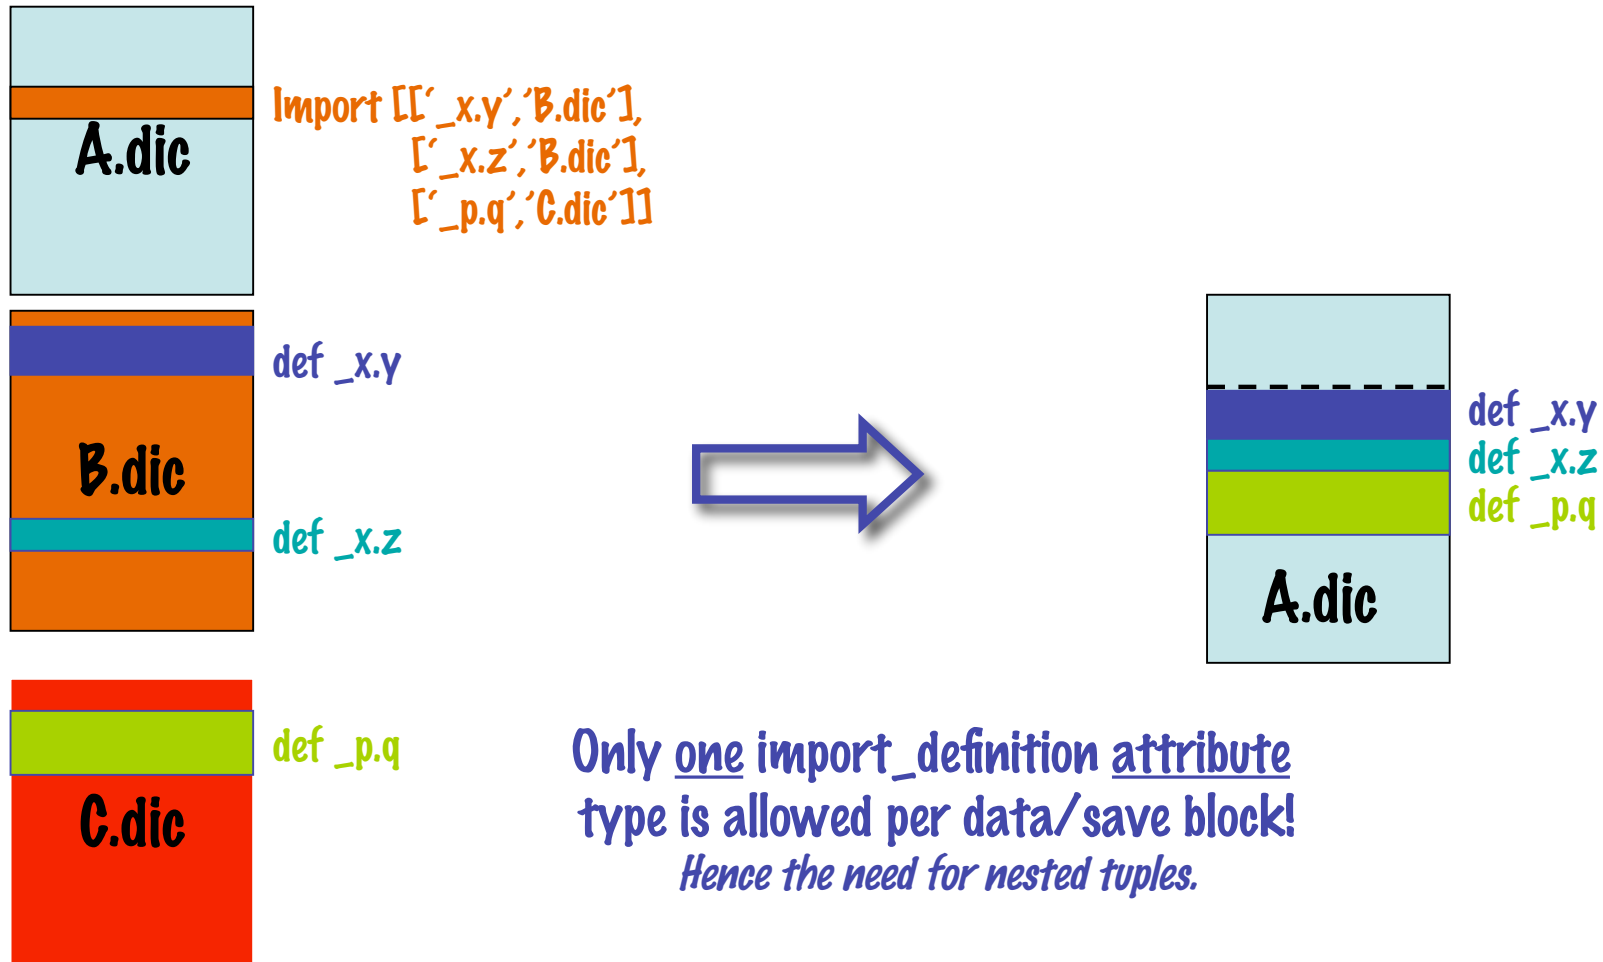 Import [['_x.y','B.dic'],
['_x.z','B.dic'],
['_p.q','C.dic']]
A.dic
def _x.y
B.dic
def _x.z
def _p.q
C.dic
def _x.y
def _x.z
def _p.q
A.dic
Only one import_definition attribute
type is allowed per data/save block!
Hence the need for nested tuples.